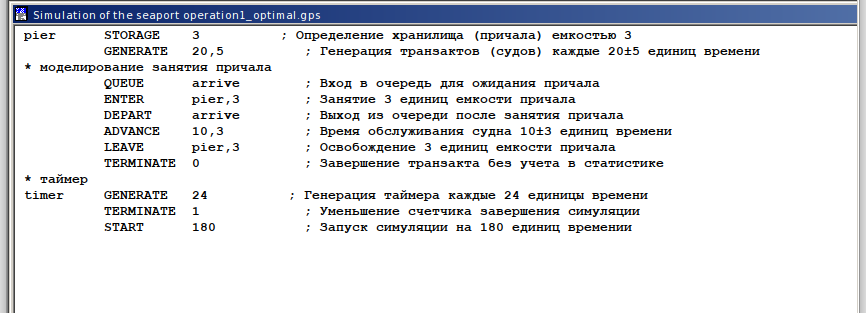 Simulation of the seaport operation1_optimal.gps
pier STORAGE 3 ; Определение хранилища (причала) емкостью 3
GENERATE 20,5 ; Генерация транзактов (судов) каждые 20±5 единиц времени
* моделирование занятия причала
QUEUE arrive ; Вход в очередь для ожидания причала
ENTER pier,3 ; Занятие 3 единиц емкости причала
DEPART arrive ; Выход из очереди после занятия причала
ADVANCE 10,3 ; Время обслуживания судна 10±3 единиц времени
LEAVE pier,3 ; Освобождение 3 единиц емкости причала
TERMINATE 0 ; Завершение транзакта без учета в статистике
* таймер
timer GENERATE 24 ; Генерация таймера каждые 24 единицы времени
TERMINATE 1 ; Уменьшение счетчика завершения симуляции
START 180 ; Запуск симуляции на 180 единиц времении